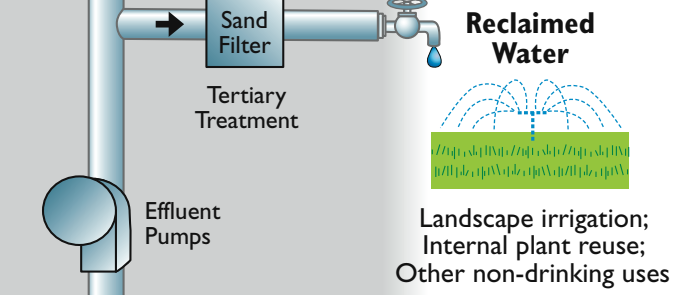 Sand
Filter
Tertiary
Treatment
Reclaimed
Water
Effluent
Pumps
Landscape irrigation;
Internal plant reuse;
Other non-drinking uses